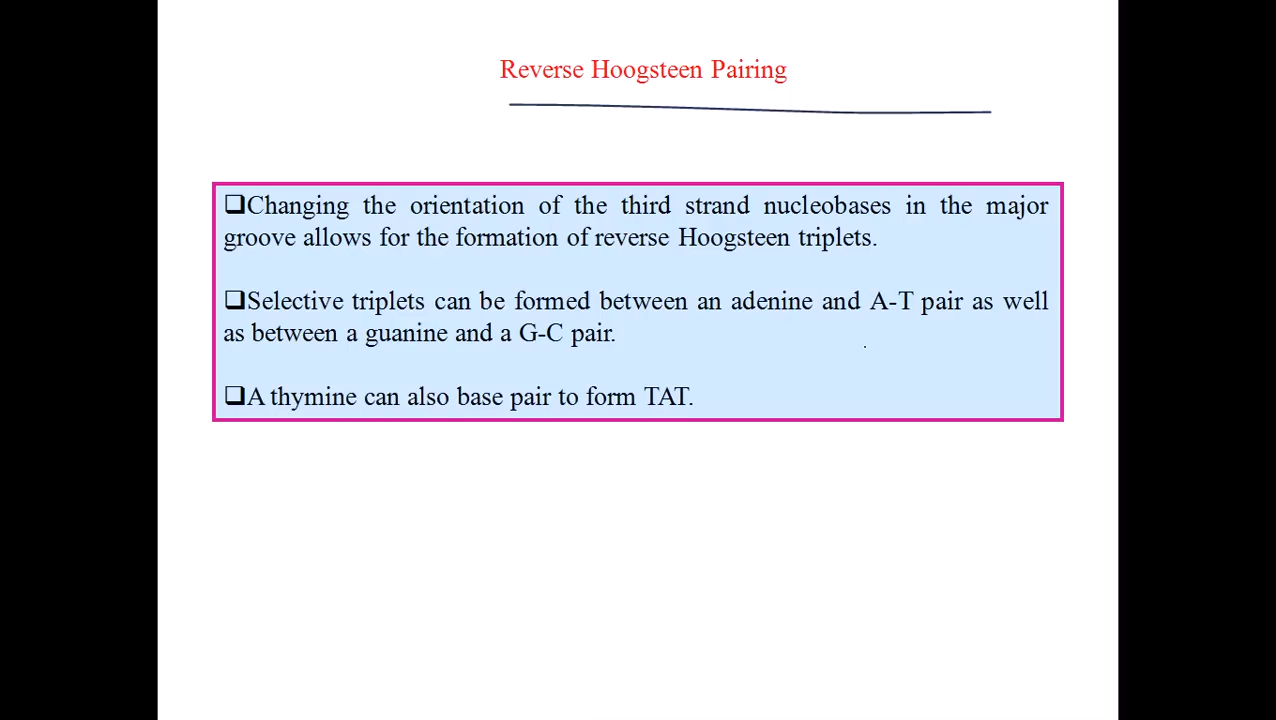 Reverse Hoogsteen Pairing
❑Changing the orientation of the third strand nucleobases in the major
groove allows for the formation of reverse Hoogsteen triplets.
❑Selective triplets can be formed between an adenine and A-T pair as well
as between a guanine and a G-C pair.
❑A thymine can also base pair to form TAT.